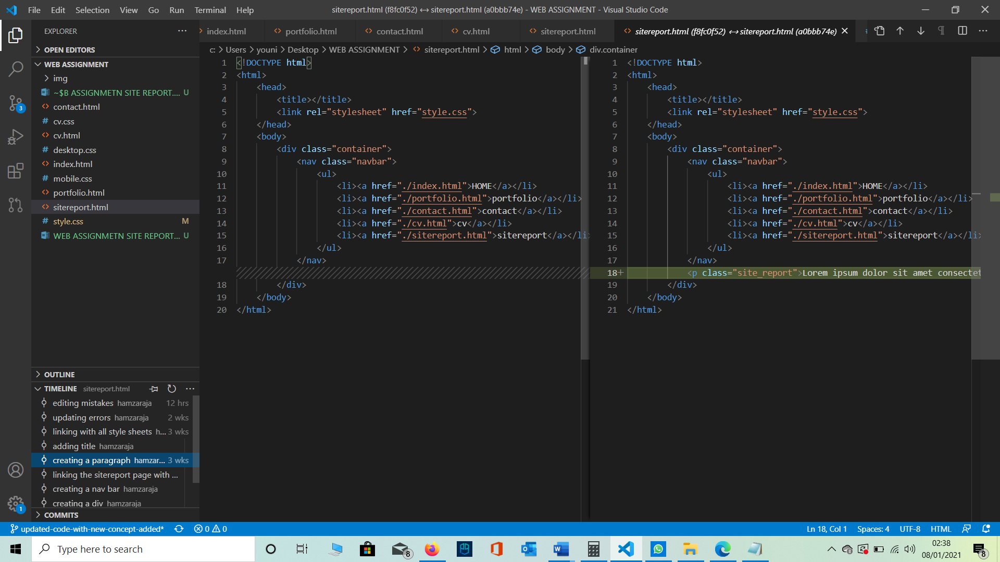 File Edit Selection View Go Run Terminal Help
sitereport.html (f8fc0f52) ↔ sitereport.html (a0bbb74e) - WEB ASSIGNMENT - Visual Studio Code
EXPLORER
index.html
portfolio.html
contact.html
cv.html
sitereport.html
sitereport.html (f8fc0f52) ↔ sitereport.html (a0bbb74e)
OPEN EDITORS
WEB ASSIGNMENT
img
~$B ASSIGNMETN SITE REPORT.... U
contact.html
cv.css
cv.html
desktop.css
index.html
mobile.css
portfolio.html
sitereport.html
style.css M
WEB ASSIGNMETN SITE REPORT... U
OUTLINE
TIMELINE sitereport.html
editing mistakes hamzaraja 12 hrs
updating errors hamzaraja 2 wks
linking with all style sheets h... 3 wks
adding title hamzaraja
creating a paragraph hamzar... 3 wks
linking the sitereport page with ...
creating a nav bar hamzaraja
creating a div hamzaraja
COMMITS
c: > Users > youni > Desktop > WEB ASSIGNMENT > sitereport.html > html > body > div.container
1 <!DOCTYPE html>
2 <html>
3 <head>
4 <title></title>
5 <link rel="stylesheet" href="style.css">
6 </head>
7 <body>
8 <div class="container">
9 <nav class="navbar">
10 <ul>
11 <li><a href="./index.html">HOME</a></li>
12 <li><a href="./portfolio.html">portfolio</a></li>
13 <li><a href="./contact.html">contact</a></li>
14 <li><a href="./cv.html">cv</a></li>
15 <li><a href="./sitereport.html">sitereport</a></li>
16 </ul>
17 </nav>
18 </div>
19 </body>
20 </html>
1 <!DOCTYPE html>
2 <html>
3 <head>
4 <title></title>
5 <link rel="stylesheet" href="style.css">
6 </head>
7 <body>
8 <div class="container">
9 <nav class="navbar">
10 <ul>
11 <li><a href="./index.html">HOME</a></li>
12 <li><a href="./portfolio.html">portfolio</a></li>
13 <li><a href="./contact.html">contact</a></li>
14 <li><a href="./cv.html">cv</a></li>
15 <li><a href="./sitereport.html">sitereport</a></li>
16 </ul>
17 </nav>
18+ <p class="site_report">Lorem ipsum dolor sit amet consectet
19 </div>
20 </body>
21 </html>
3
1
updated-code-with-new-concept-added* 0 0
Ln 18, Col 1 Spaces: 4 UTF-8 HTML
Type here to search
8
02:38
08/01/2021
8